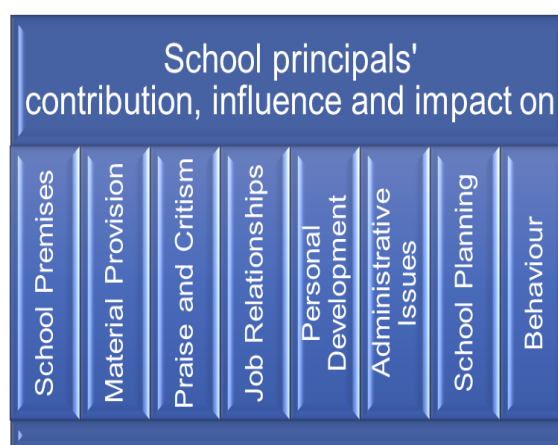 School principals'
contribution, influence and impact on
School Premises
Material Provision
Praise and Critism
Job Relationships
Personal
Development
Administrative
Issues
School Planning
Behaviour